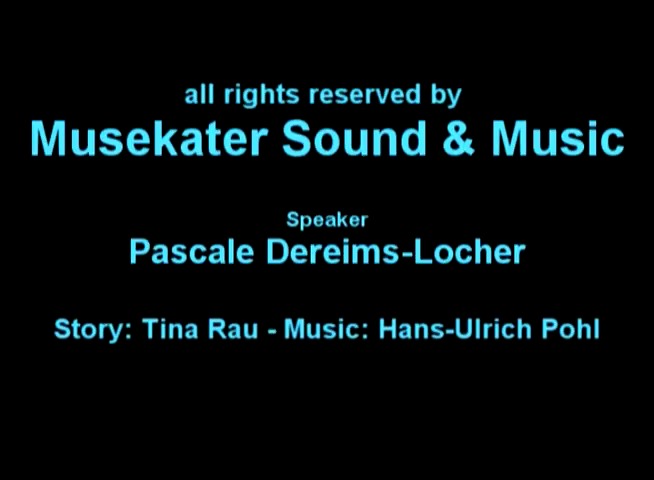 all rights reserved by
Musekater Sound & Music
Speaker
Pascale Dereims-Locher
Story: Tina Rau - Music: Hans-Ulrich Pohl